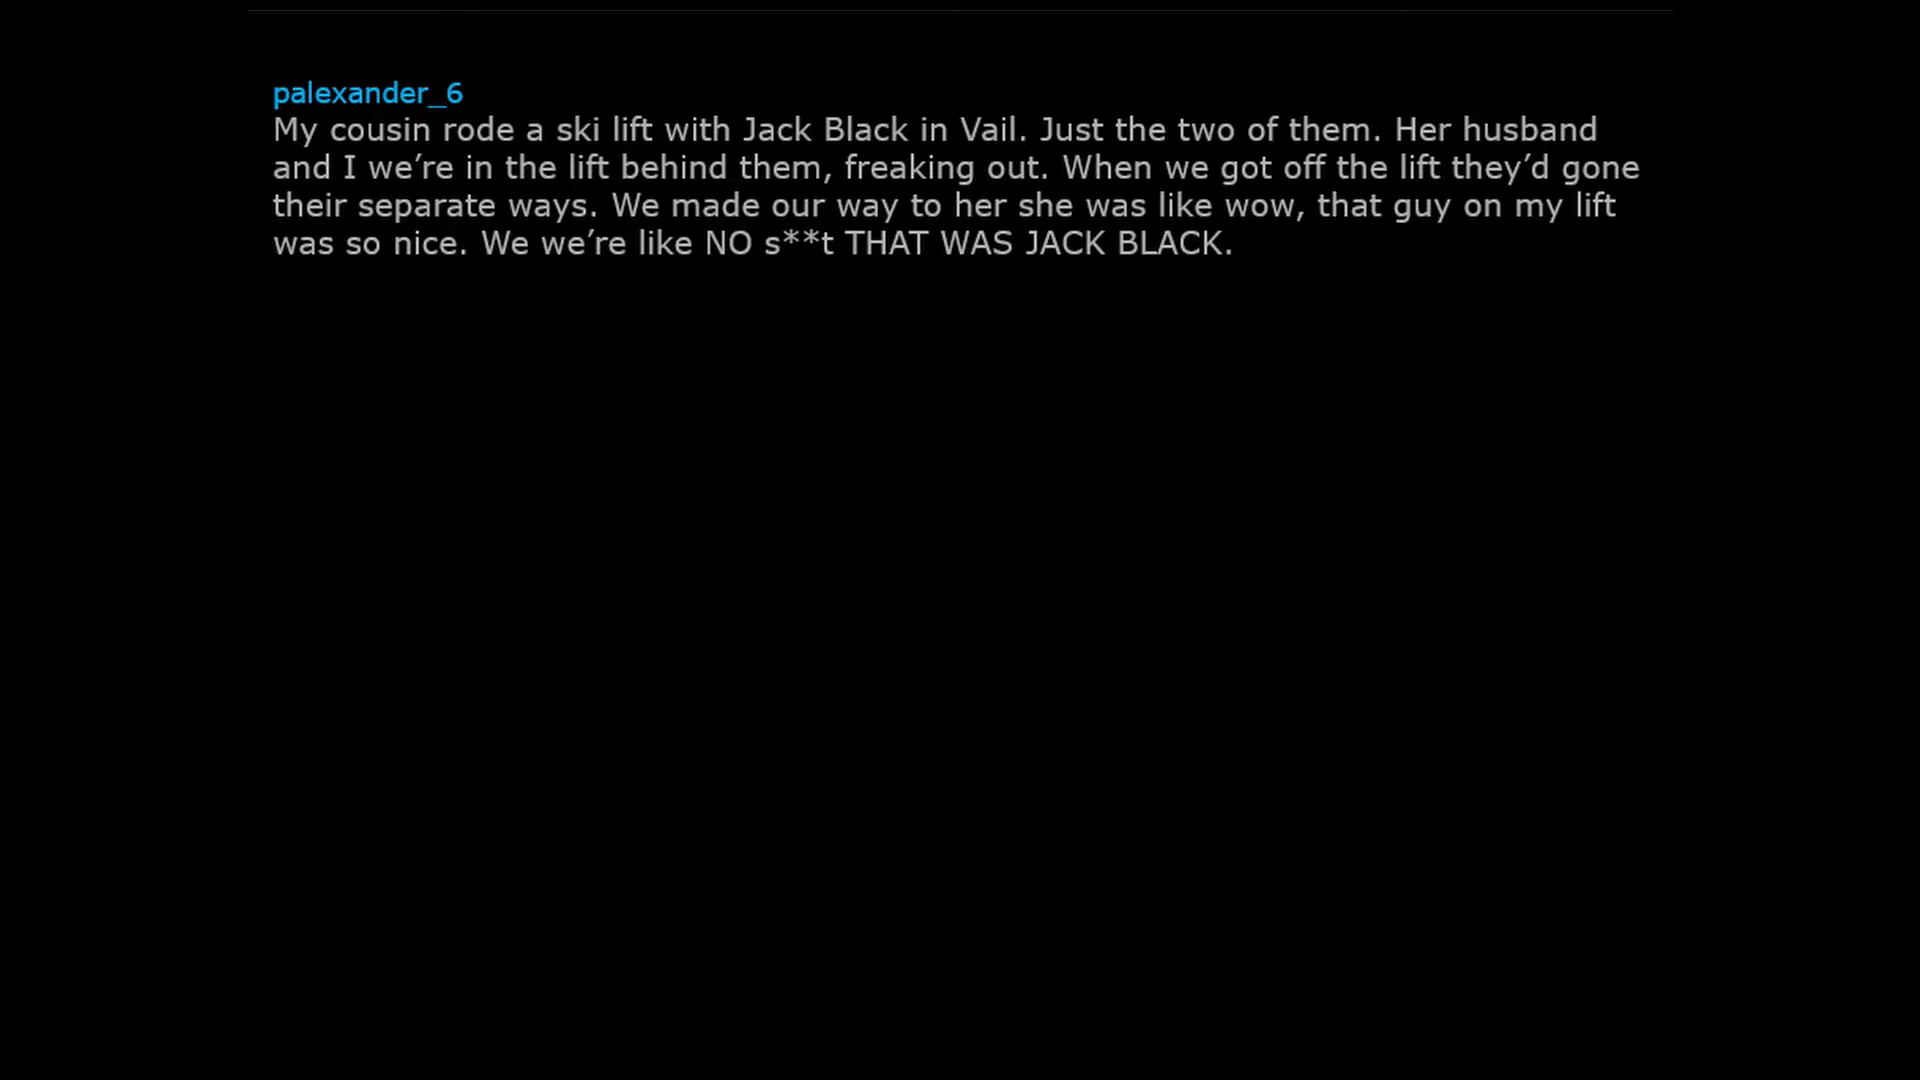 palexander_6
My cousin rode a ski lift with Jack Black in Vail. Just the two of them. Her husband
and I we’re in the lift behind them, freaking out. When we got off the lift they’d gone
their separate ways. We made our way to her she was like wow, that guy on my lift
was so nice. We we’re like NO s**t THAT WAS JACK BLACK.